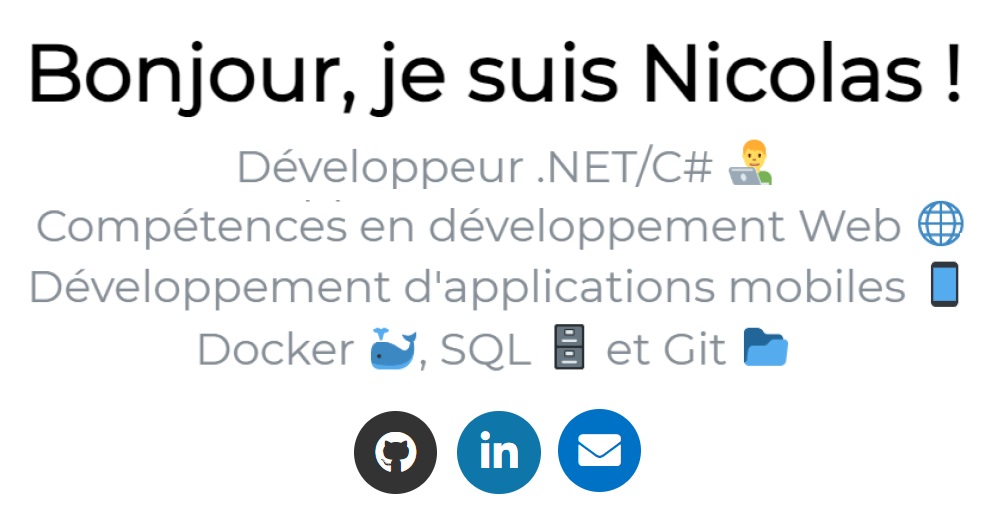 Bonjour, je suis Nicolas !
Développeur .NET/C# 👨‍💻
Compétences en développement Web 🌐
Développement d'applications mobiles 📱
Docker 🐳, SQL 🗄️ et Git 📂
in